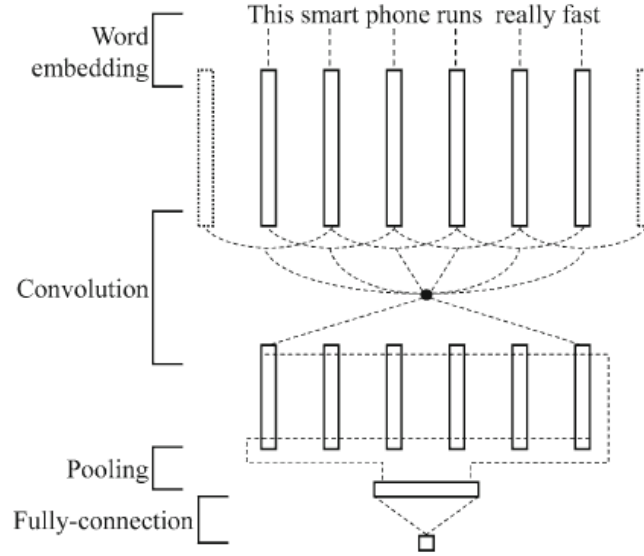 This smart phone runs really fast
Word
embedding
Convolution
Pooling
Fully-connection